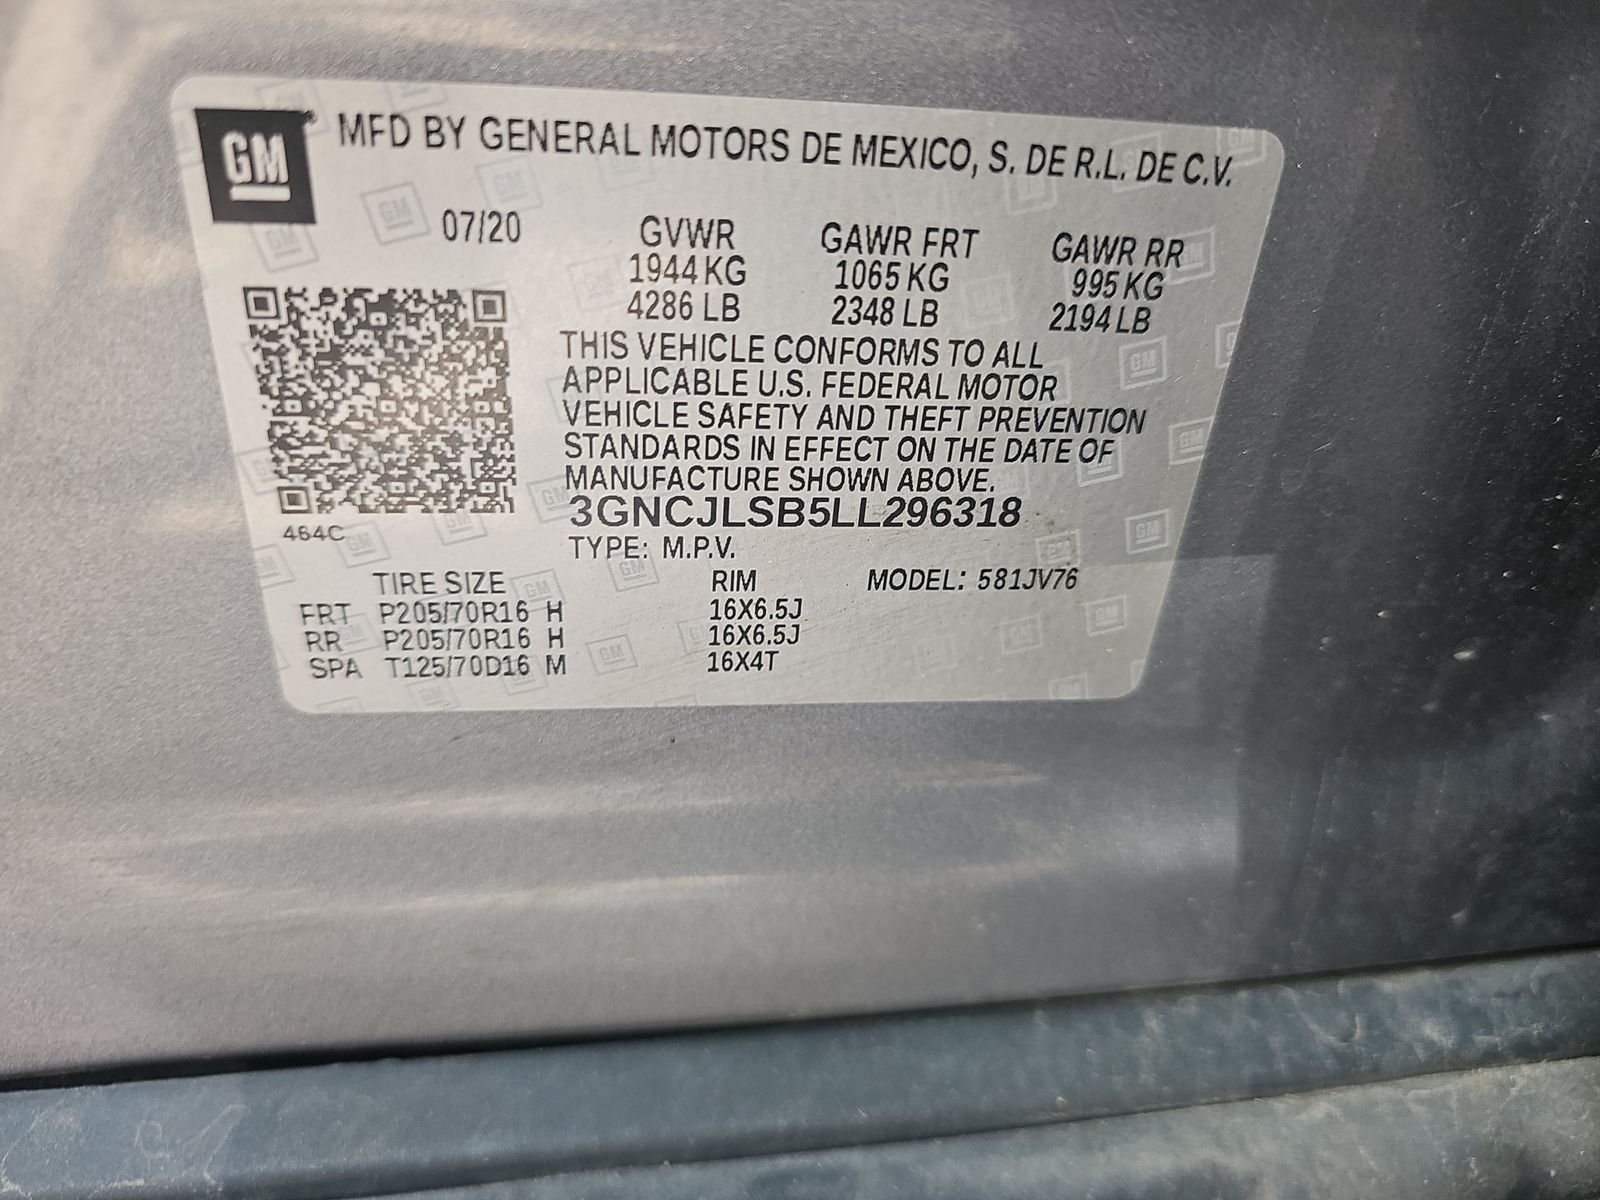 GM MFD BY GENERAL MOTORS DE MEXICO, S. DE R.L. DE C.V.
07/20 GVWR GAWR FRT GAWR RR
1944 KG 1065 KG 995 KG
4286 LB 2348 LB 2194 LB
THIS VEHICLE CONFORMS TO ALL
APPLICABLE U.S. FEDERAL MOTOR
VEHICLE SAFETY AND THEFT PREVENTION
STANDARDS IN EFFECT ON THE DATE OF
MANUFACTURE SHOWN ABOVE.
3GNCJLSB5LL296318
464C
TYPE: M.P.V.
TIRE SIZE RIM MODEL: 581JV76
FRT P205/70R16 H 16X6.5J
RR P205/70R16 H 16X6.5J
SPA T125/70D16 M 16X4T